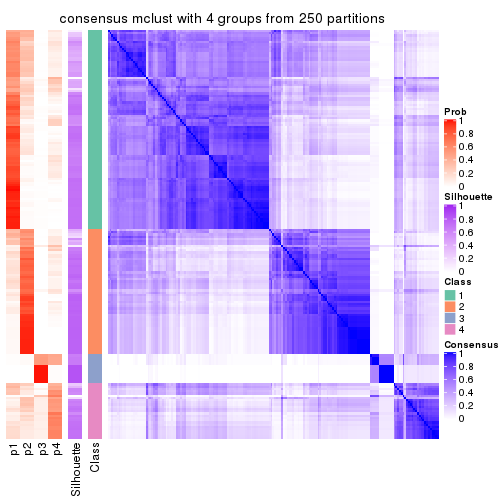 consensus mclust with 4 groups from 250 partitions
Prob
1
0.8
0.6
0.4
0.2
0
Silhouette
1
0.8
0.6
0.4
0.2
0
Class
1
2
3
4
Consensus
1
0.8
0.6
0.4
0.2
0
p1
p2
p3
p4
Silhouette
Class